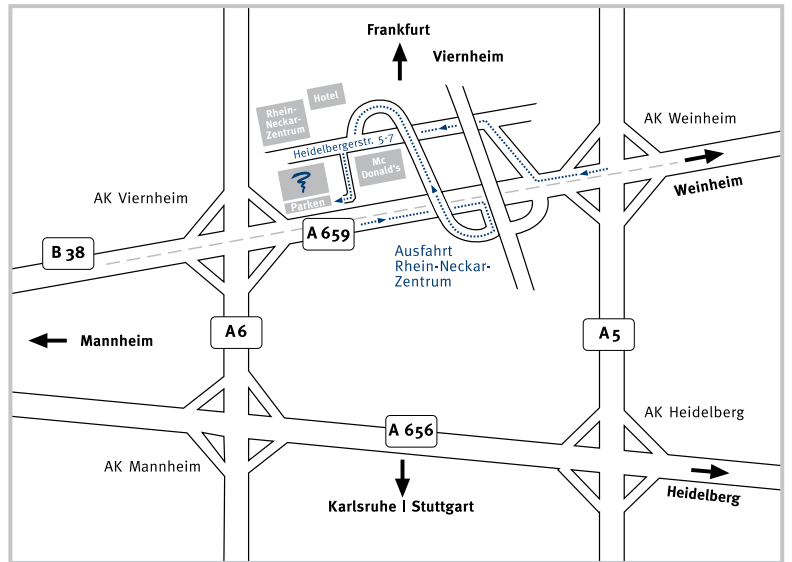 Frankfurt
Viernheim
Hotel
Rhein-
Neckar-
Zentrum
AK Weinheim
Heidelbergerstr. 5-7
Mc
Donald's
Weinheim
AK Viernheim
Parken
A 659
B 38
Ausfahrt
Rhein-Neckar-
Zentrum
A6
A5
Mannheim
AK Heidelberg
A 656
AK Mannheim
Heidelberg
Karlsruhe | Stuttgart